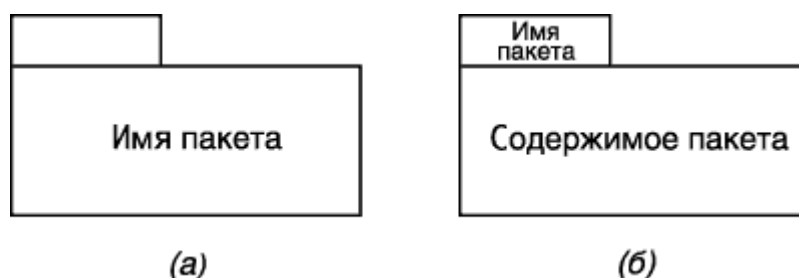 Имя пакета
(а)
Имя
пакета
Содержимое пакета
(б)